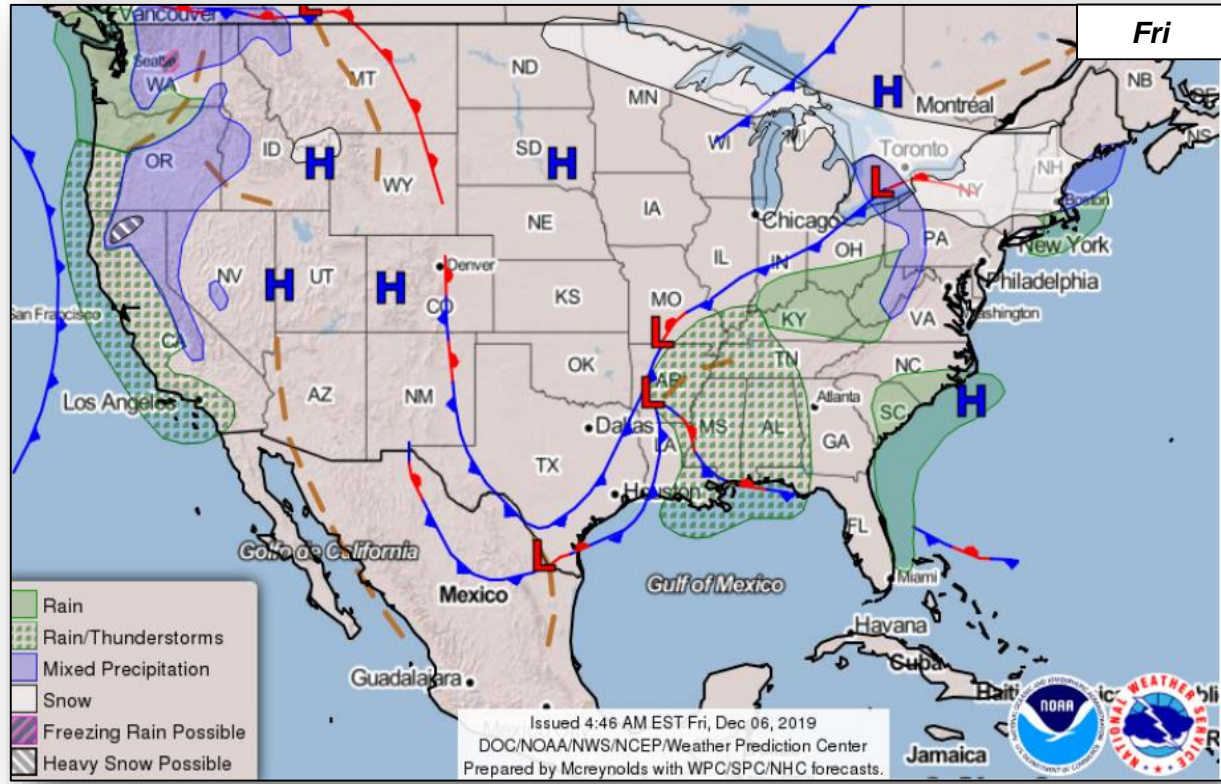 Fri
Vancouver
L
Seattle
WA
MT
ND
MN
H
Montréal
NB
NS
OR
ID
H
WY
SD
H
WI
MI
Toronto
L
NY
NH
Boston
NE
IA
Chicago
PA
New York
IL
IN
OH
Philadelphia
NV
H
UT
H
Denver
CO
KS
MO
KY
VA
San Francisco
CA
L
Los Angeles
AZ
NM
OK
L
TN
NC
H
Dallas
MS
AL
Atlanta
SC
GA
LA
TX
Houston
FL
L
Golfo de California
Gulf of Mexico
Miami
Mexico
Havana
Cuba
Guadalajara
Jamaica
Rain
Rain/Thunderstorms
Mixed Precipitation
Snow
Freezing Rain Possible
Heavy Snow Possible
Issued 4:46 AM EST Fri, Dec 06, 2019
DOC/NOAA/NWS/NCEP/Weather Prediction Center
Prepared by Mcreynolds with WPC/SPC/NHC forecasts.
NOAA
NATIONAL WEATHER SERVICE